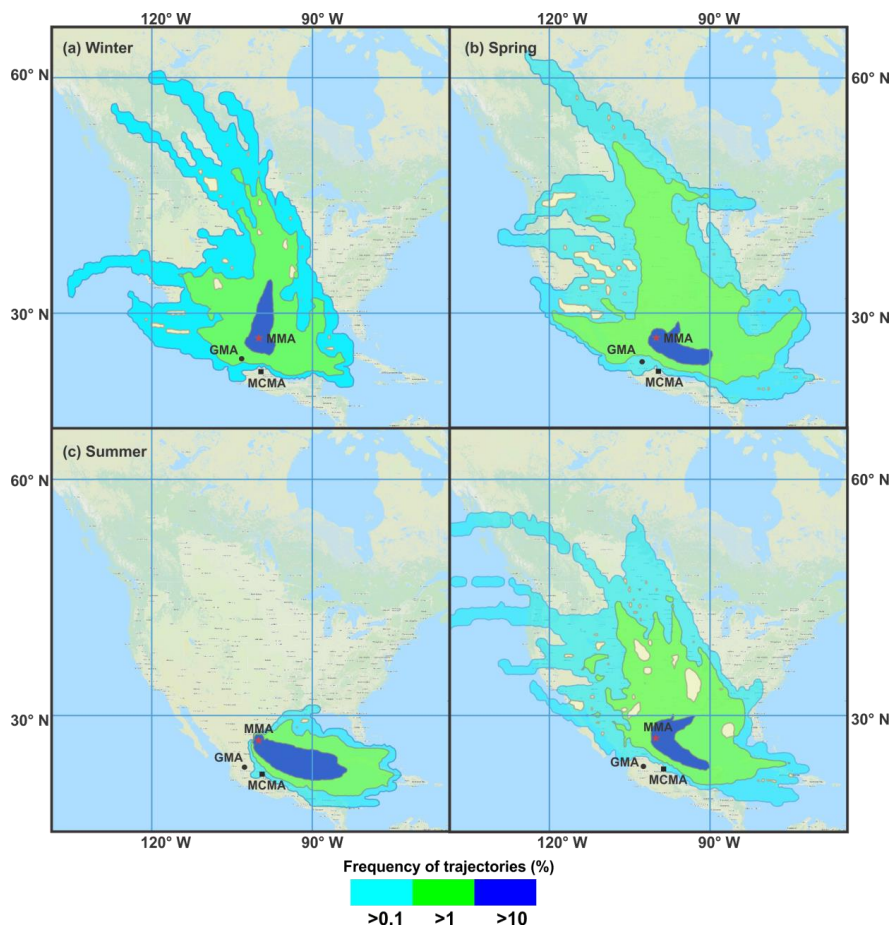 120° W 90° W 120° W 90° W
(a) Winter
(b) Spring
60° N 60° N
30° N 30° N
MMA MMA
GMA GMA
MCMA MCMA
(c) Summer
60° N 60° N
30° N 30° N
MMA MMA
GMA GMA
MCMA MCMA
120° W 90° W 120° W 90° W
Frequency of trajectories (%)
>0.1 >1 >10